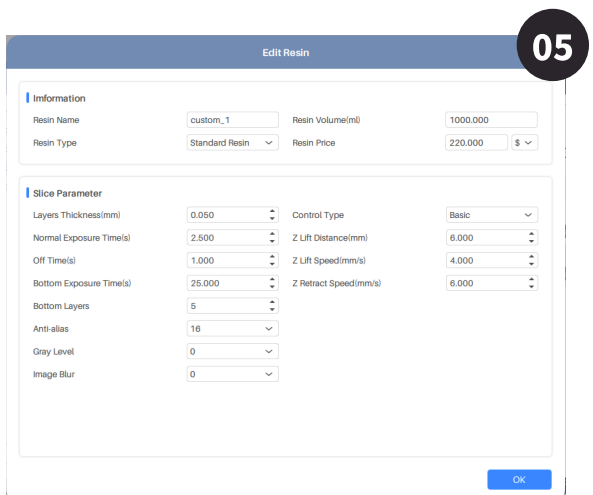 05
Edit Resin
Imformation
Resin Name custom_1 Resin Volume(ml) 1000.000
Resin Type Standard Resin Resin Price 220.000 $
Slice Parameter
Layers Thickness(mm) 0.050 Control Type Basic
Normal Exposure Time(s) 2.500 Z Lift Distance(mm) 6.000
Off Time(s) 1.000 Z Lift Speed(mm/s) 4.000
Bottom Exposure Time(s) 25.000 Z Retract Speed(mm/s) 6.000
Bottom Layers 5
Anti-alias 16
Gray Level 0
Image Blur 0
OK